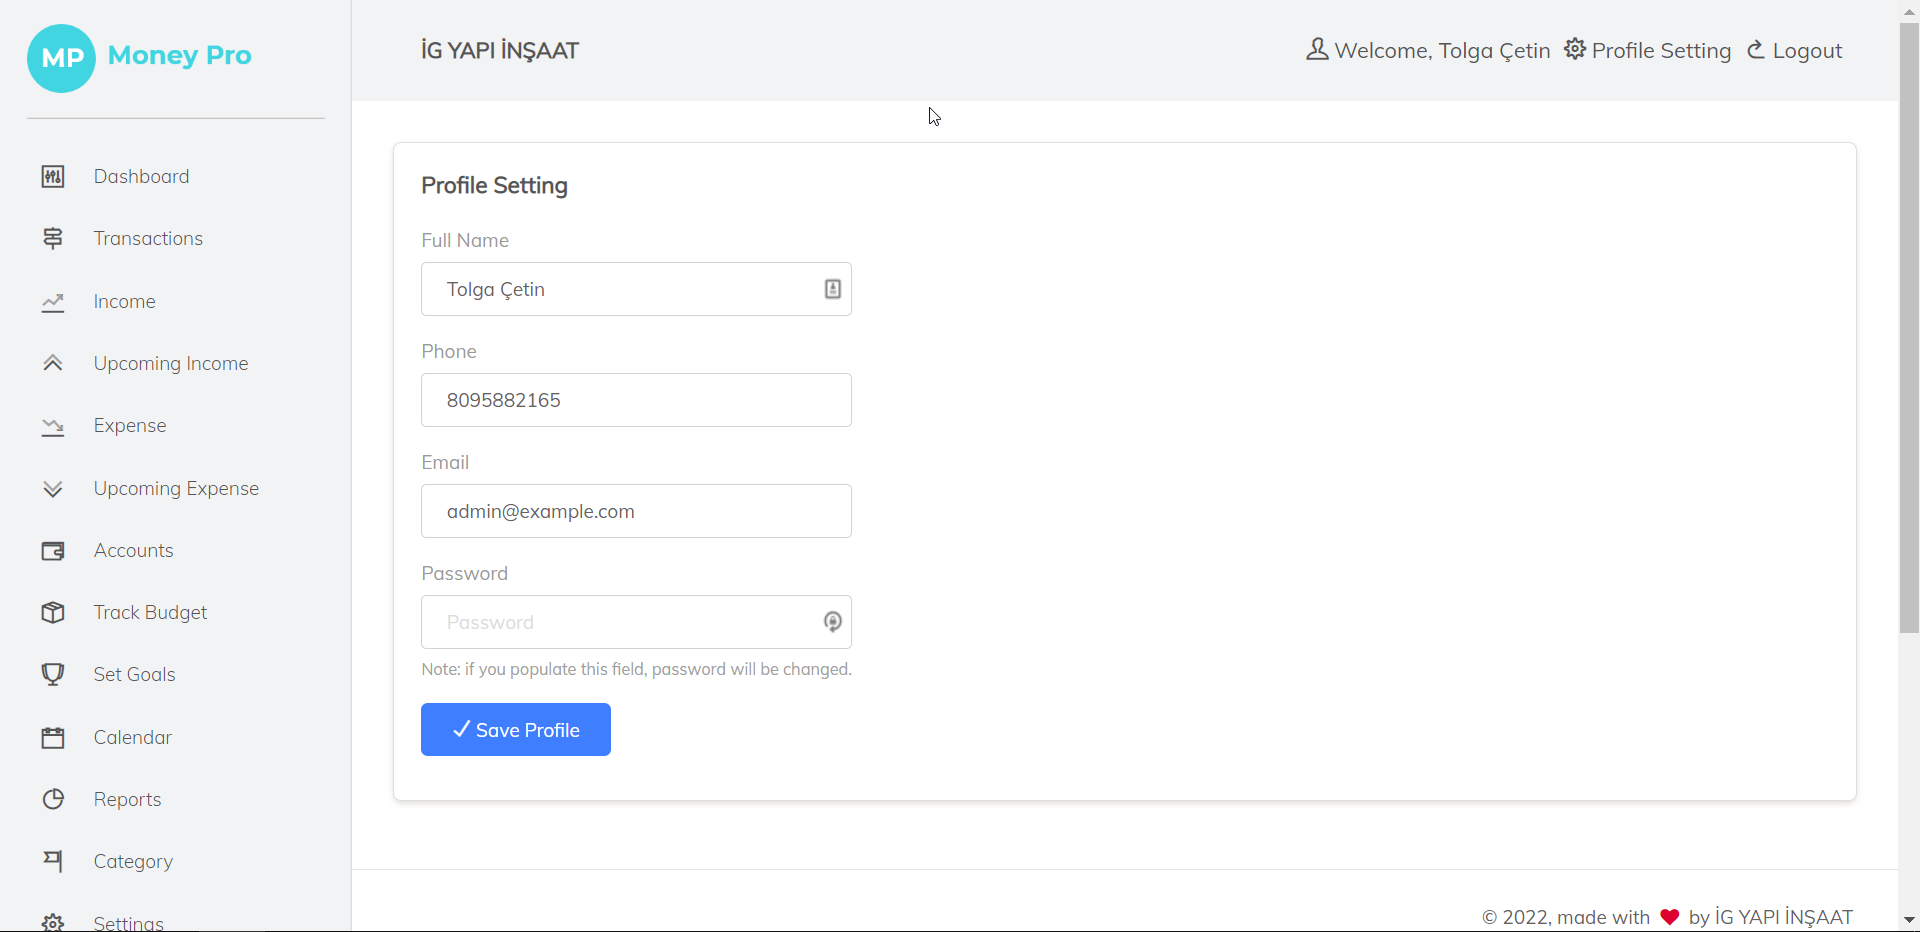 MP Money Pro
İG YAPI İNŞAAT
Welcome, Tolga Çetin Profile Setting Logout
Dashboard
Transactions
Income
Upcoming Income
Expense
Upcoming Expense
Accounts
Track Budget
Set Goals
Calendar
Reports
Category
Settings
Profile Setting
Full Name
Tolga Çetin
Phone
8095882165
Email
admin@example.com
Password
Password
Note: if you populate this field, password will be changed.
Save Profile
© 2022, made with ♥ by İG YAPI İNŞAAT